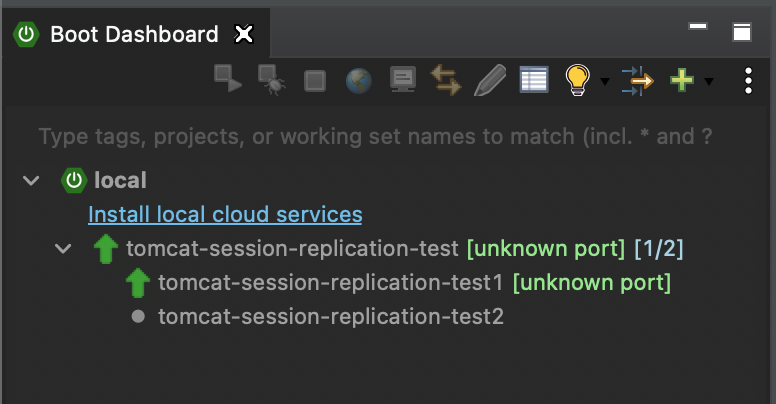 Boot Dashboard
Type tags, projects, or working set names to match (incl. * and ?
local
Install local cloud services
tomcat-session-replication-test [unknown port] [1/2]
tomcat-session-replication-test1 [unknown port]
tomcat-session-replication-test2